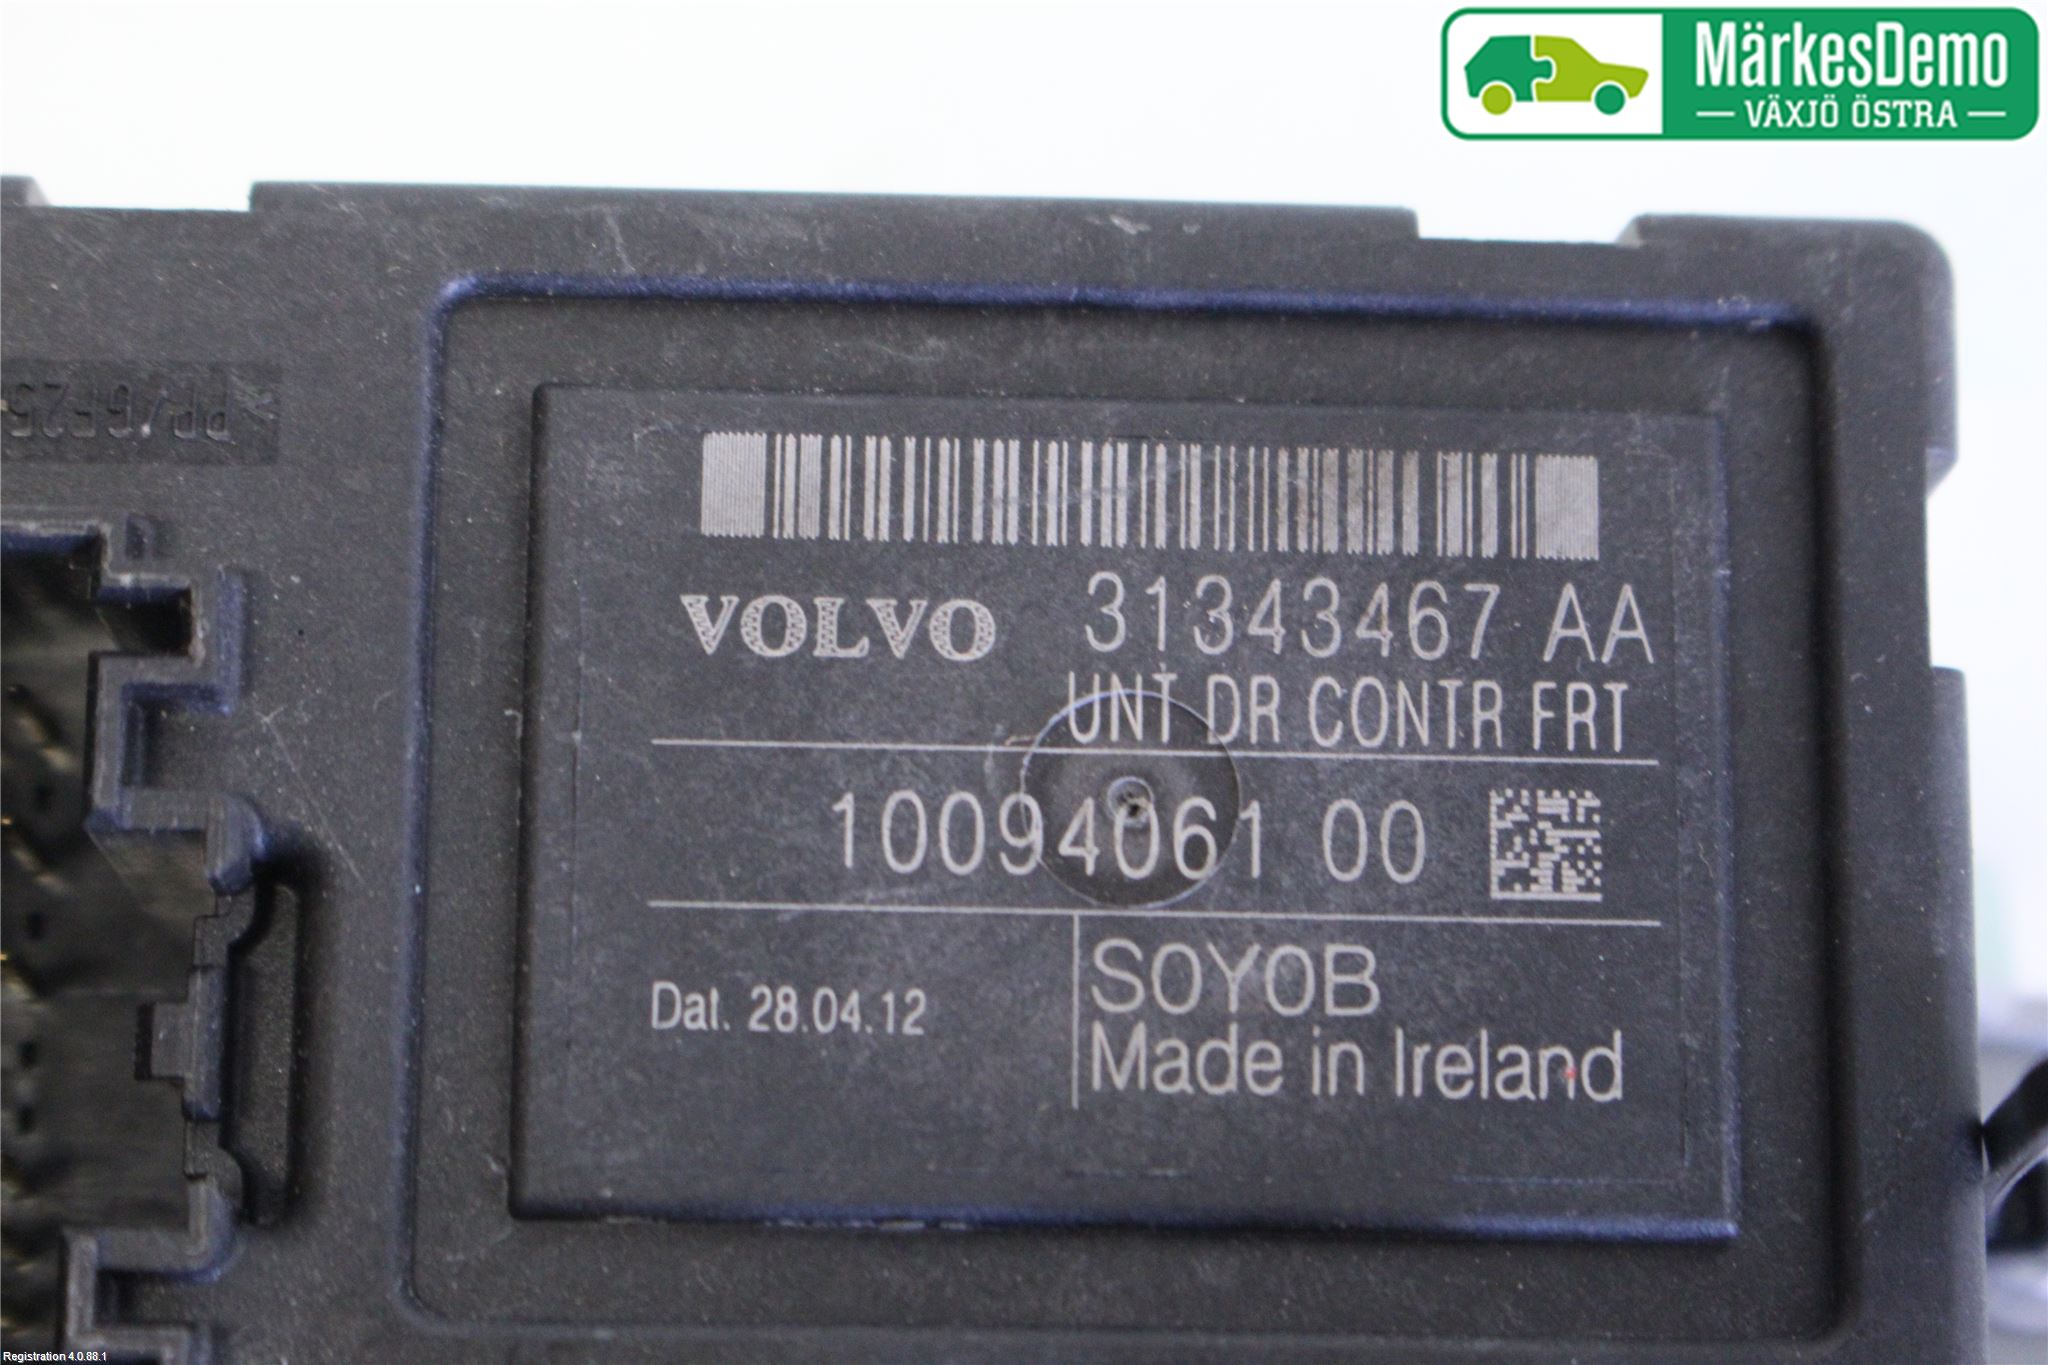 MärkesDemo
VÄXJÖ ÖSTRA
VOLVO 31343467 AA
UNT DR CONTR FRT
10094061 00
SOYOB
Dat. 28.04.12
Made in Ireland
Registration 4.0.88.1